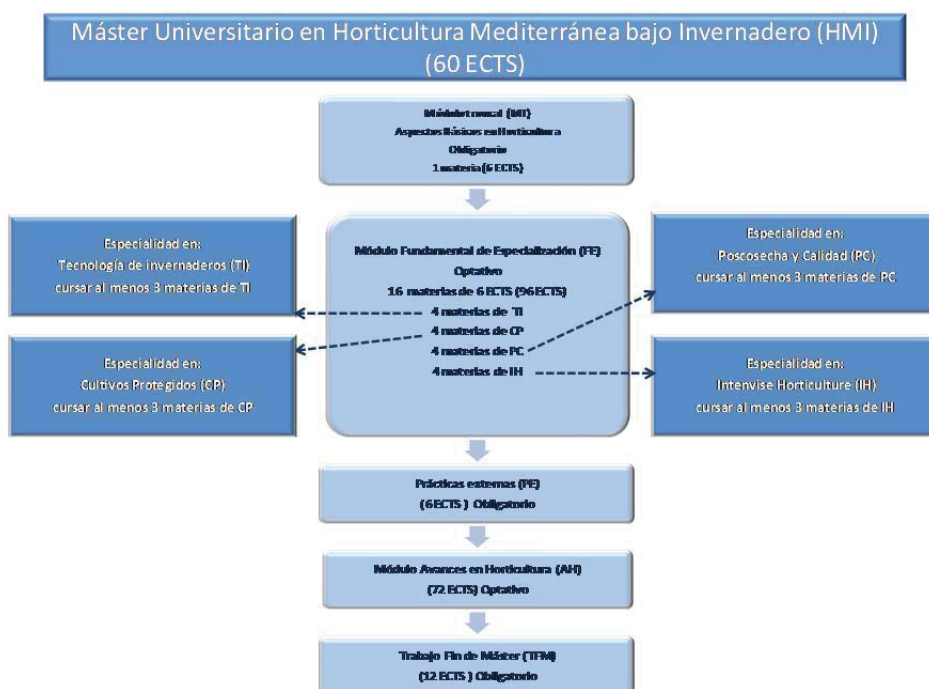 Máster Universitario en Horticultura Mediterránea bajo Invernadero (HMI)
(60 ECTS)
Módulo troncal (MT)
Aspectos Básicos en Horticultura
Obligatorio
1 materia (6 ECTS)
Especialidad en:
Tecnología de invernaderos (TI)
cursar al menos 3 materias de TI
Especialidad en:
Cultivos Protegidos (CP)
cursar al menos 3 materias de CP
Módulo Fundamental de Especialización (FE)
Optativo
16 materias de 6 ECTS (96 ECTS)
4 materias de TI
4 materias de CP
4 materias de PC
4 materias de IH
Especialidad en:
Poscosecha y Calidad (PC)
cursar al menos 3 materias de PC
Especialidad en:
Intenvise Horticulture (IH)
cursar al menos 3 materias de IH
Prácticas externas (PE)
(6 ECTS ) Obligatorio
Módulo Avances en Horticultura (AH)
(72 ECTS) Optativo
Trabajo Fin de Máster (TFM)
(12 ECTS ) Obligatorio